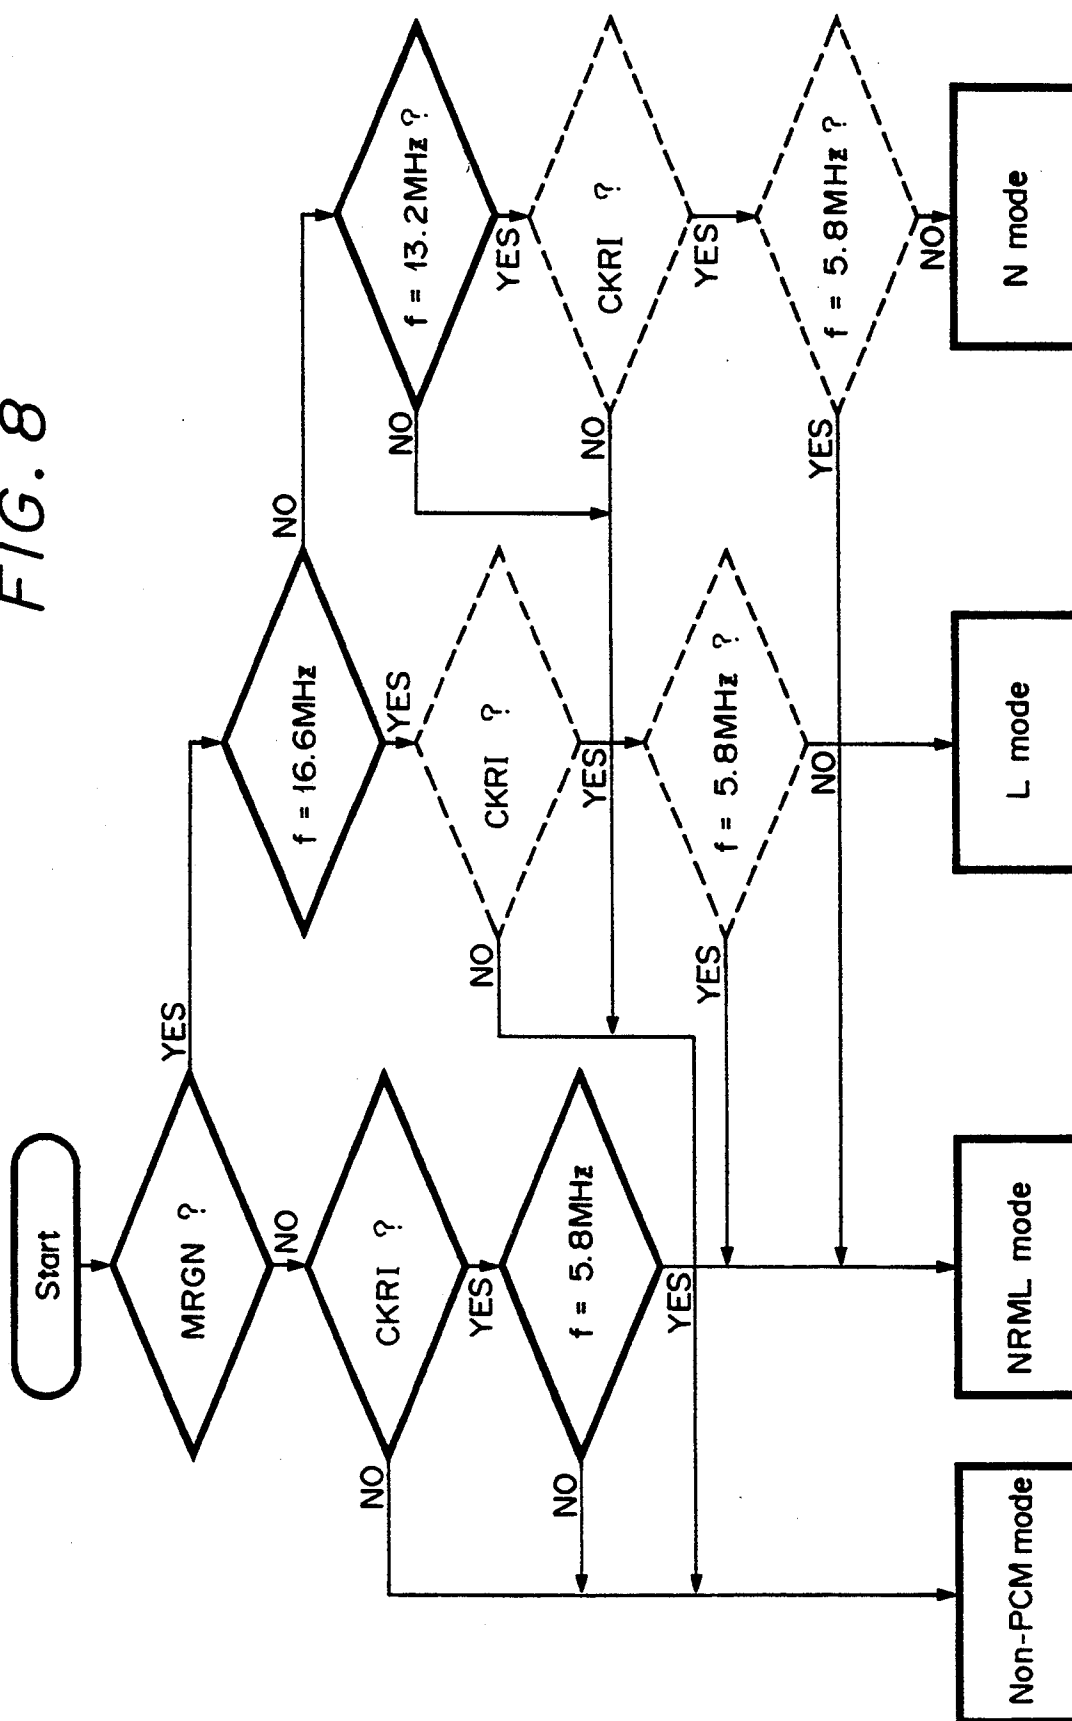 FIG. 8
Start
MRGN ?
YES
NO
f = 16.6MHz
NO
YES
f = 13.2MHz ?
NO
YES
CKRI ?
NO
YES
CKRI ?
NO
YES
CKRI ?
NO
YES
f = 5.8MHz
NO
YES
f = 5.8MHz ?
YES
NO
f = 5.8MHz ?
YES
NO
Non-PCM mode
NRML mode
L mode
N mode